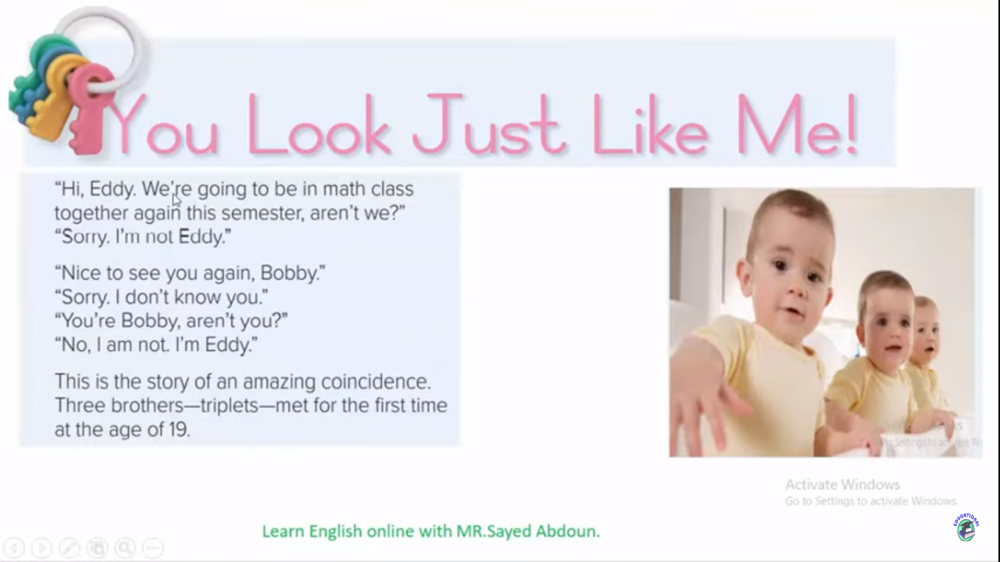 You Look Just Like Me!
“Hi, Eddy. We’re going to be in math class
together again this semester, aren’t we?”
“Sorry. I’m not Eddy.”
“Nice to see you again, Bobby.”
“Sorry. I don’t know you.”
“You’re Bobby, aren’t you?”
“No, I am not. I’m Eddy.”
This is the story of an amazing coincidence.
Three brothers—triplets—met for the first time
at the age of 19.
Settings to activate W
Activate Windows
Go to Settings to activate Windows.
EDUCATIONAL
Learn English online with MR.Sayed Abdoun.